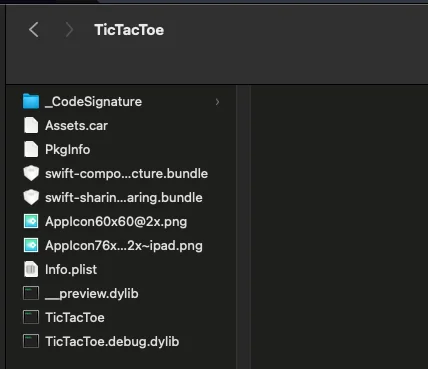 TicTacToe
_CodeSignature
Assets.car
PkgInfo
swift-compo...cture.bundle
swift-sharin...aring.bundle
AppIcon60x60@2x.png
AppIcon76x...2x~ipad.png
Info.plist
__preview.dylib
TicTacToe
TicTacToe.debug.dylib